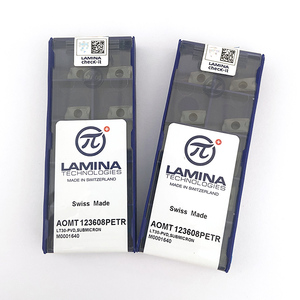 LAMINA
check-it
π
LAMINA
TECHNOLOGIES
MADE IN SWITZERLAND
Swiss Made
AOMT 123608PETR
LT30-PVD,SUBMICRON
M0001640
LAMINA
check-it
π
LAMINA
TECHNOLOGIES
MADE IN SWITZERLAND
Swiss Made
AOMT 123608PETR
LT30-PVD,SUBMICRON
M0001640